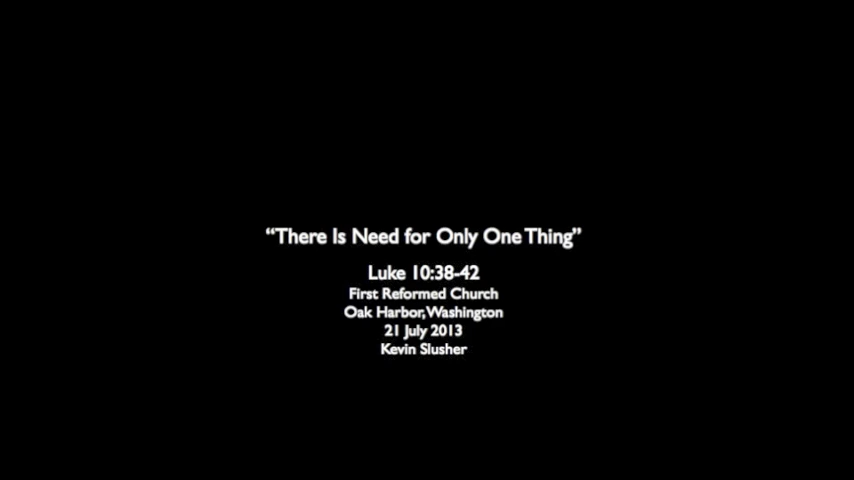 “There Is Need for Only One Thing”
Luke 10:38-42
First Reformed Church
Oak Harbor, Washington
21 July 2013
Kevin Slusher